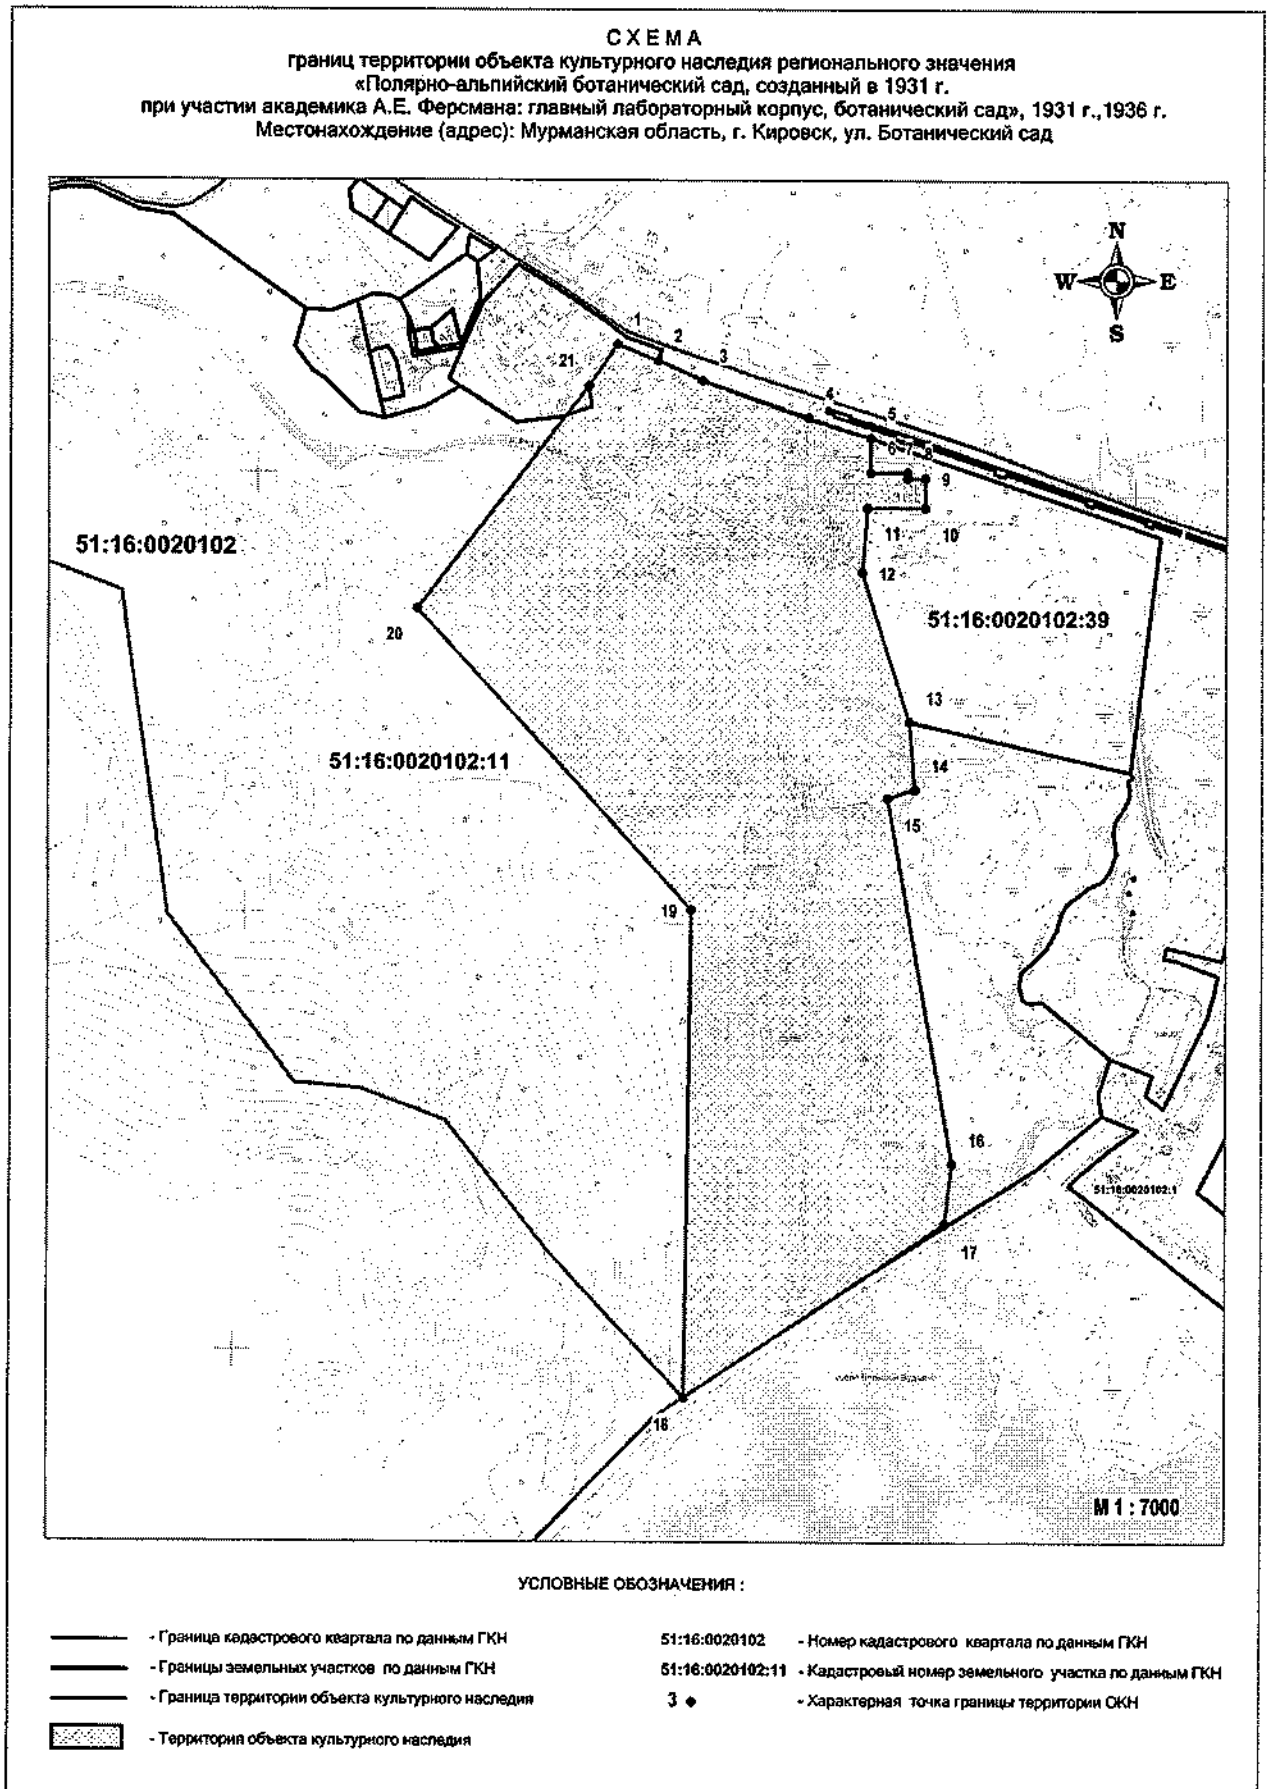 СХЕМА
границ территории объекта культурного наследия регионального значения
«Полярно-альпийский ботанический сад, созданный в 1931 г.
при участии академика А.Е. Ферсмана: главный лабораторный корпус, ботанический сад», 1931 г.,1936 г.
Местонахождение (адрес): Мурманская область, г. Кировск, ул. Ботанический сад
N
W E
S
1
2
21
3
4
5
6 7 8
9
11 10
51:16:0020102
12
51:16:0020102:39
20
13
51:16:0020102:11
14
15
19
16
51:16:0020102:1
17
18
М 1 : 7000
УСЛОВНЫЕ ОБОЗНАЧЕНИЯ :
- Граница кадастрового квартала по данным ГКН
- Границы земельных участков по данным ГКН
- Граница территории объекта культурного наследия
- Территория объекта культурного наследия
51:16:0020102 - Номер кадастрового квартала по данным ГКН
51:16:0020102:11 - Кадастровый номер земельного участка по данным ГКН
3 - Характерная точка границы территории ОКН